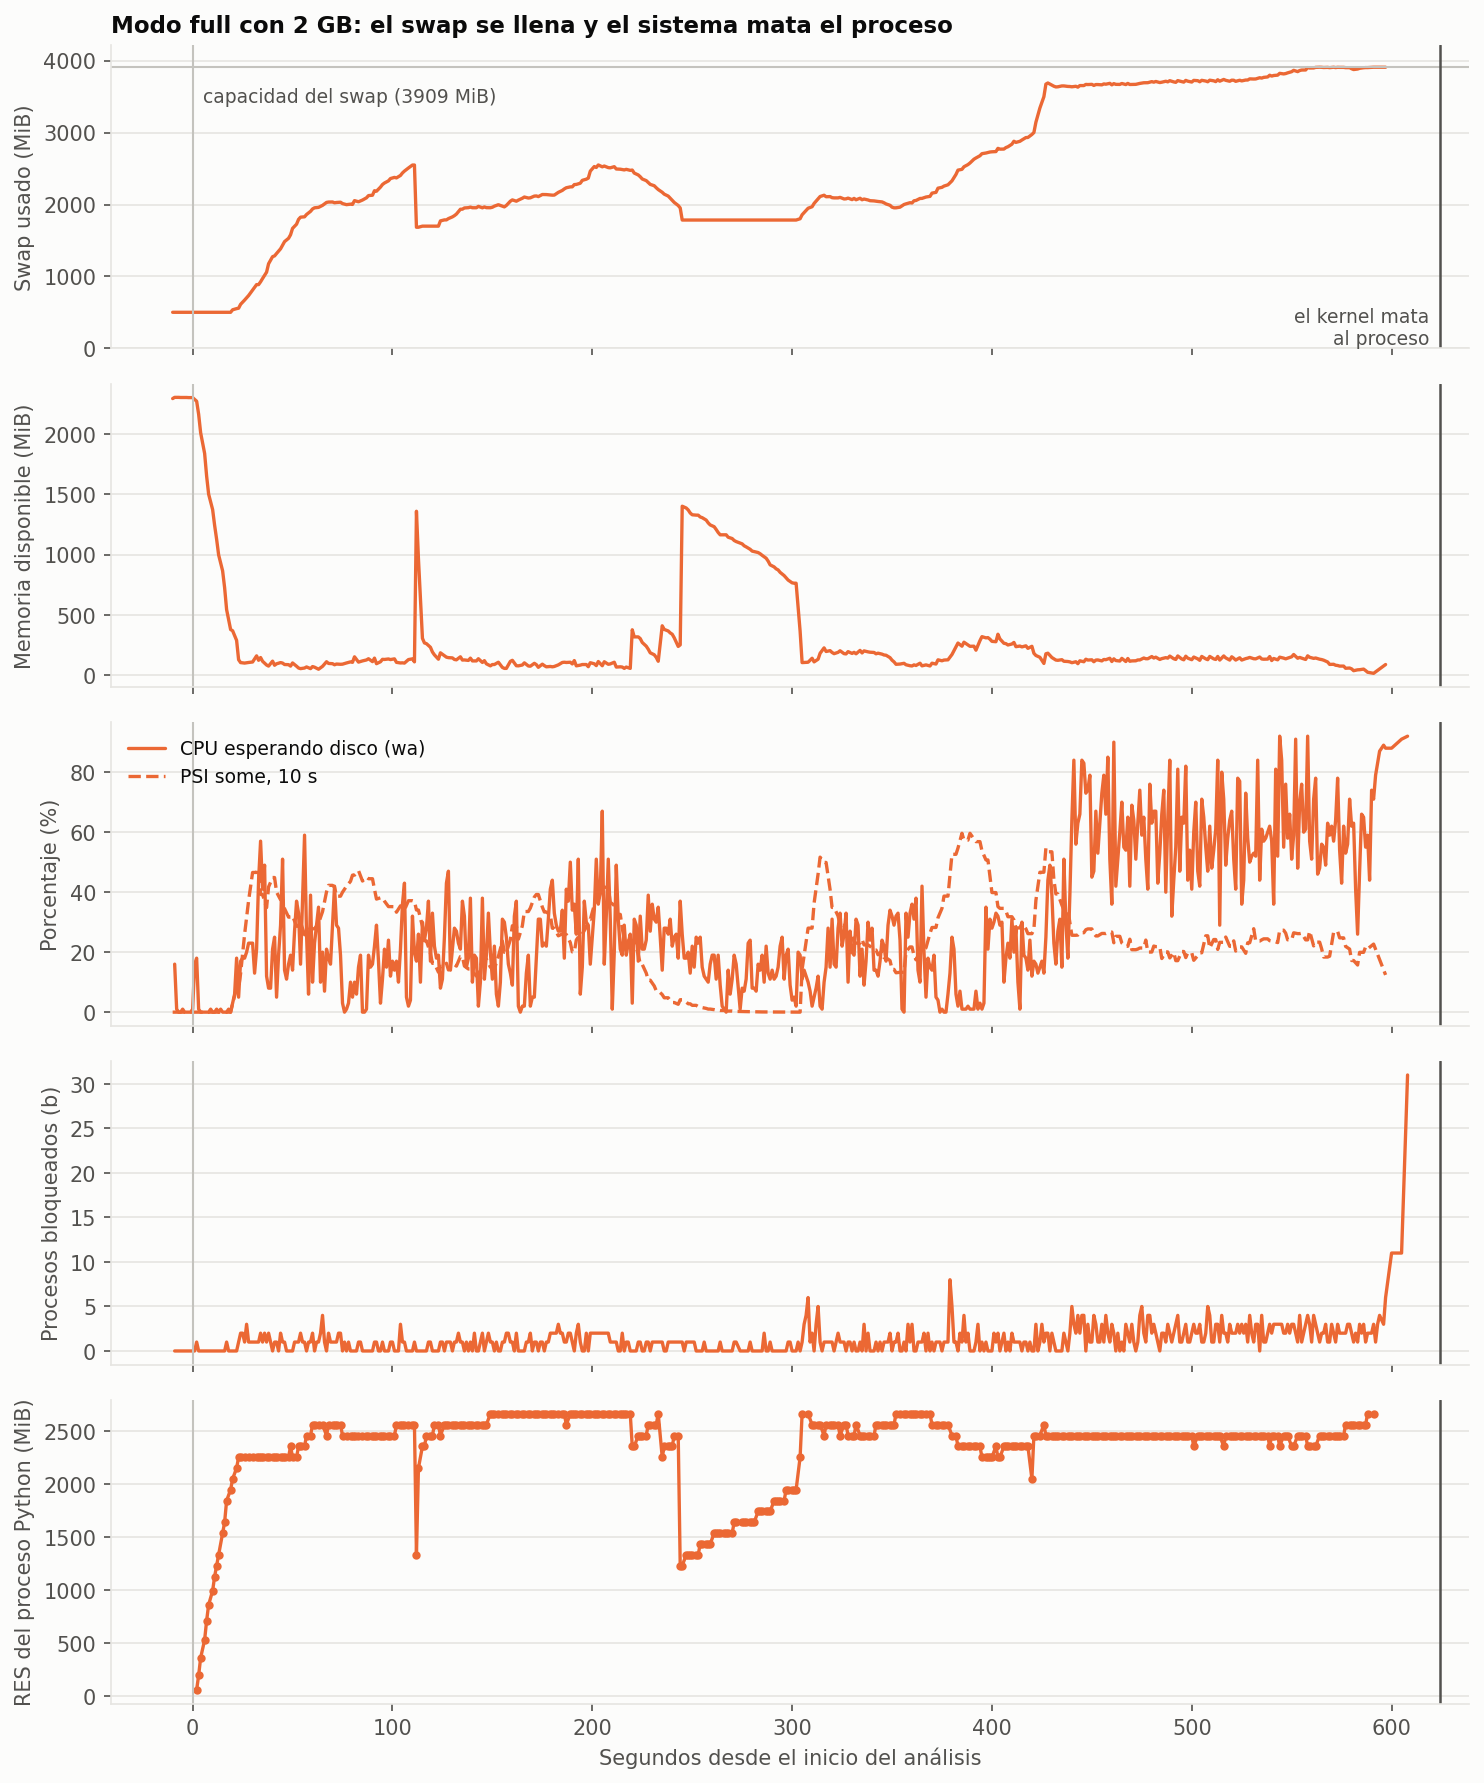 Modo full con 2 GB: el swap se llena y el sistema mata el proceso
Swap usado (MiB)
4000
3000
2000
1000
0
capacidad del swap (3909 MiB)
el kernel mata
al proceso
Memoria disponible (MiB)
2000
1500
1000
500
0
Porcentaje (%)
80
60
40
20
0
CPU esperando disco (wa)
PSI some, 10 s
Procesos bloqueados (b)
30
25
20
15
10
5
0
RES del proceso Python (MiB)
2500
2000
1500
1000
500
0
0 100 200 300 400 500 600
Segundos desde el inicio del análisis